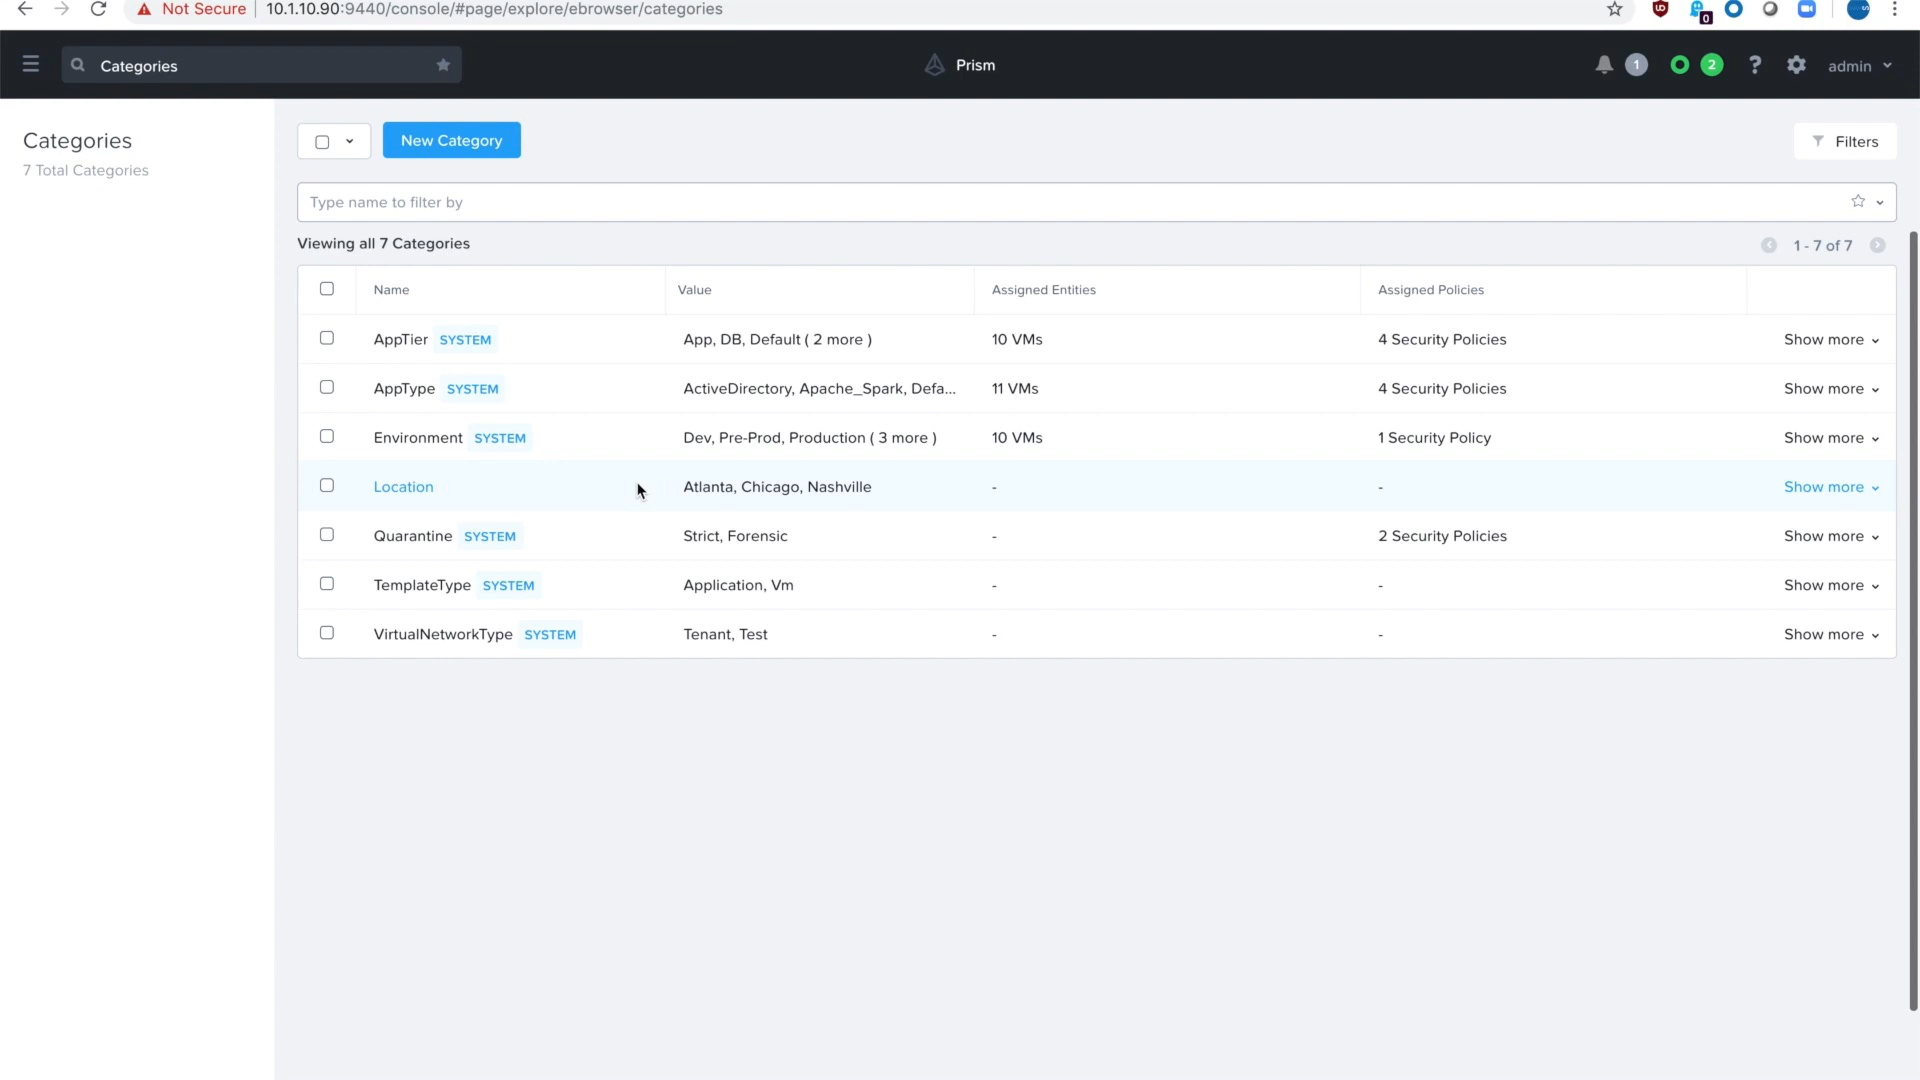 Not Secure 10.1.10.90:9440/console/#page/explore/ebrowser/categories
0
Categories
Prism
1
2
?
admin
Categories
7 Total Categories
New Category
Filters
Type name to filter by
Viewing all 7 Categories
1 - 7 of 7
Name Value Assigned Entities Assigned Policies
AppTier SYSTEM App, DB, Default ( 2 more ) 10 VMs 4 Security Policies Show more
AppType SYSTEM ActiveDirectory, Apache_Spark, Defa... 11 VMs 4 Security Policies Show more
Environment SYSTEM Dev, Pre-Prod, Production ( 3 more ) 10 VMs 1 Security Policy Show more
Location Atlanta, Chicago, Nashville - - Show more
Quarantine SYSTEM Strict, Forensic - 2 Security Policies Show more
TemplateType SYSTEM Application, Vm - - Show more
VirtualNetworkType SYSTEM Tenant, Test - - Show more